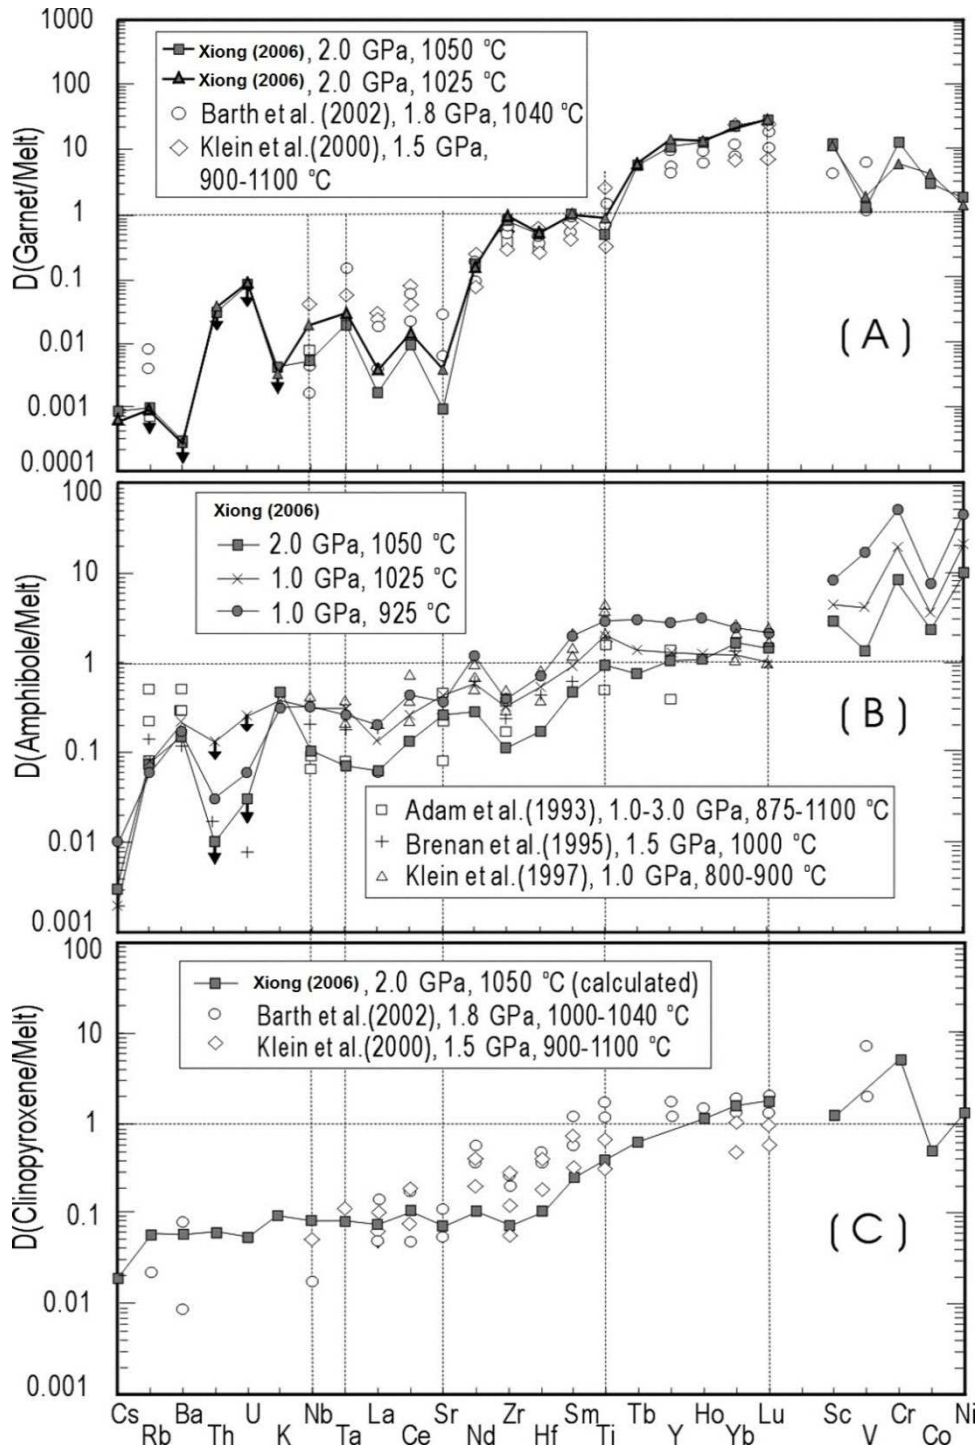 1000
100
10
1
0.1
0.01
0.001
0.0001
D(Garnet/Melt)
Xiong (2006), 2.0 GPa, 1050 °C
Xiong (2006), 2.0 GPa, 1025 °C
Barth et al. (2002), 1.8 GPa, 1040 °C
Klein et al.(2000), 1.5 GPa,
900-1100 °C
(A)
100
10
1
0.1
0.01
0.001
D(Amphibole/Melt)
Xiong (2006)
2.0 GPa, 1050 °C
1.0 GPa, 1025 °C
1.0 GPa, 925 °C
(B)
Adam et al.(1993), 1.0-3.0 GPa, 875-1100 °C
Brenan et al.(1995), 1.5 GPa, 1000 °C
Klein et al.(1997), 1.0 GPa, 800-900 °C
100
10
1
0.1
0.01
0.001
D(Clinopyroxene/Melt)
Xiong (2006), 2.0 GPa, 1050 °C (calculated)
Barth et al.(2002), 1.8 GPa, 1000-1040 °C
Klein et al.(2000), 1.5 GPa, 900-1100 °C
(C)
Cs Ba U Nb La Sr Zr Sm Tb Ho Lu Sc Cr Ni
Rb Th K Ta Ce Nd Hf Ti Y Yb V Co